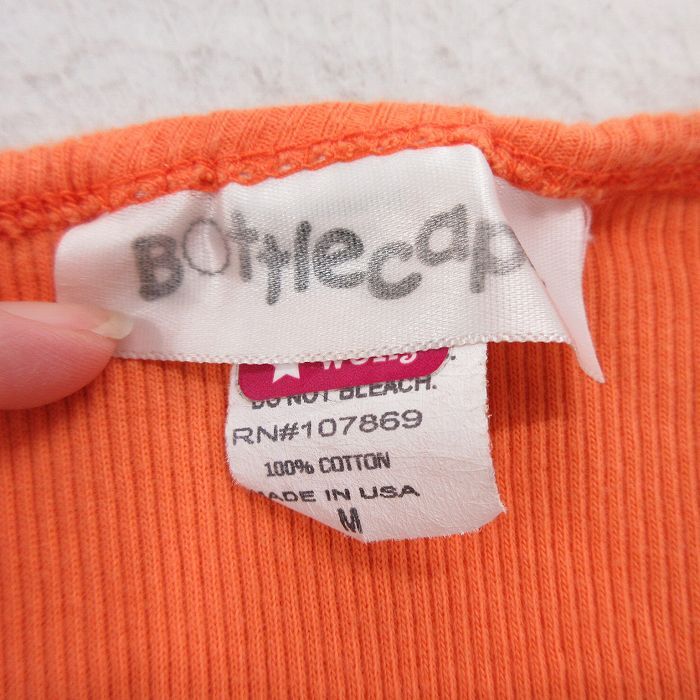 Bottlecap
DO NOT BLEACH.
RN#107869
100% COTTON
MADE IN USA
M